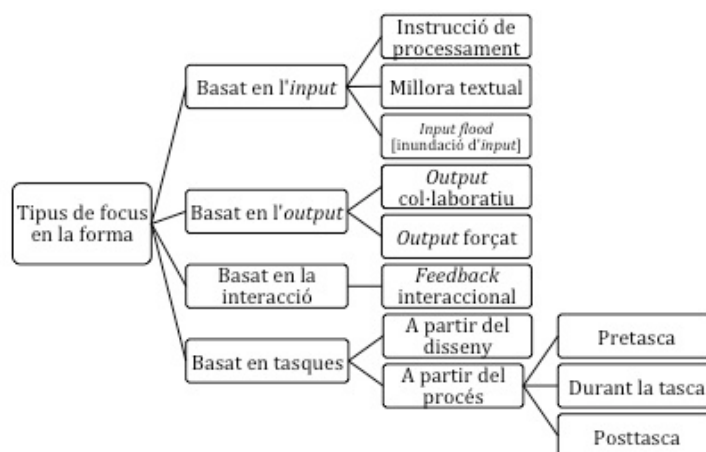 Tipus de focus
en la forma
Basat en l'input
Instrucció de
processament
Millora textual
Input flood
[inundació d'input]
Basat en l'output
Output
col·laboratiu
Output forçat
Basat en la
interacció
Feedback
interaccional
Basat en tasques
A partir del
disseny
A partir del
procés
Pretasca
Durant la tasca
Posttasca